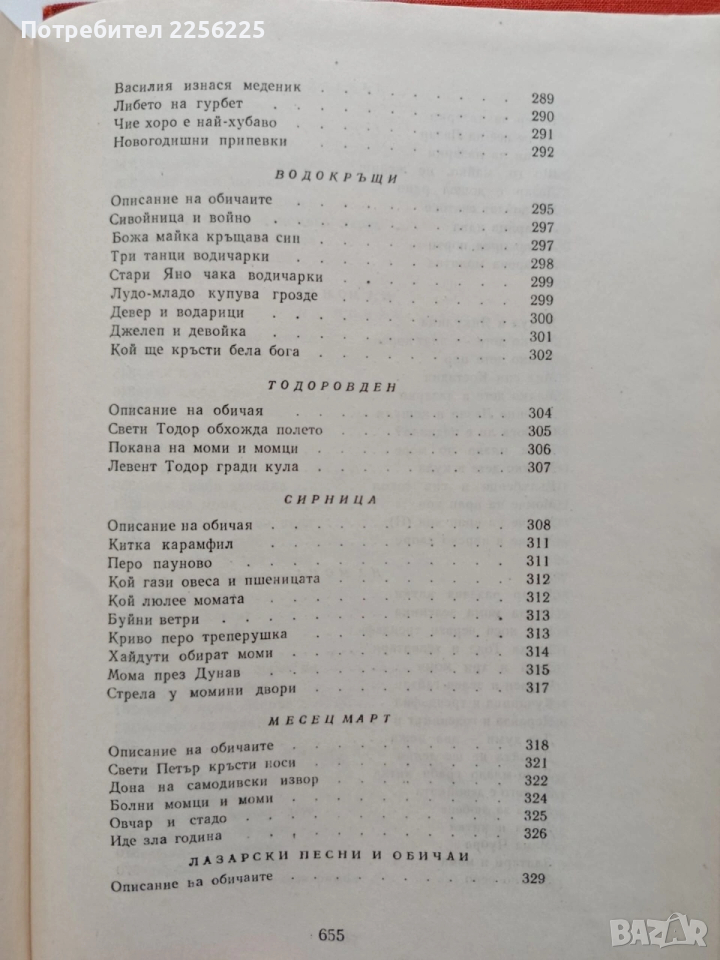 Потребител 2256225
Василия изнася меденик . . . . . . . 289
Либето на гурбет . . . . . . . . 290
Чие хоро е най-хубаво . . . . . . . 291
Новогодишни припевки . . . . . . . 292
ВОДОКРЪЩИ
Описание на обичаите . . . . . . . 295
Сивойница и войно . . . . . . . . 297
Божа майка кръщава син . . . . . . . 297
Три танци водичарки . . . . . . . 298
Стари Яно чака водичарки . . . . . . 299
Лудо-младо купува грозде . . . . . . 299
Девер и водарици . . . . . . . . 300
Джелеп и девойка . . . . . . . . 301
Кой ще кръсти бела бога . . . . . . . 302
ТОДОРОВДЕН
Описание на обичая . . . . . . . . 304
Свети Тодор обхожда полето . . . . . . 305
Покана на моми и момци . . . . . . . 306
Левент Тодор гради кула . . . . . . . 307
СИРНИЦА
Описание на обичая . . . . . . . . 308
Китка карамфил . . . . . . . . . 311
Перо пауново . . . . . . . . . 311
Кой гази овеса и пшеницата . . . . . . 312
Кой люлее момата . . . . . . . . 312
Буйни ветри . . . . . . . . . . 313
Криво перо треперушка . . . . . . . 313
Хайдути обират моми . . . . . . . 314
Мома през Дунав . . . . . . . . 315
Стрела у момини двори . . . . . . . 317
МЕСЕЦ МАРТ
Описание на обичаите . . . . . . . 318
Свети Петър кръсти носи . . . . . . . 321
Дона на самодивски извор . . . . . . 322
Болни момци и моми . . . . . . . 324
Овчар и стадо . . . . . . . . . 325
Иде зла година . . . . . . . . . 326
ЛАЗАРСКИ ПЕСНИ И ОБИЧАИ
Описание на обичаите . . . . . . . 329
655
BAZAR